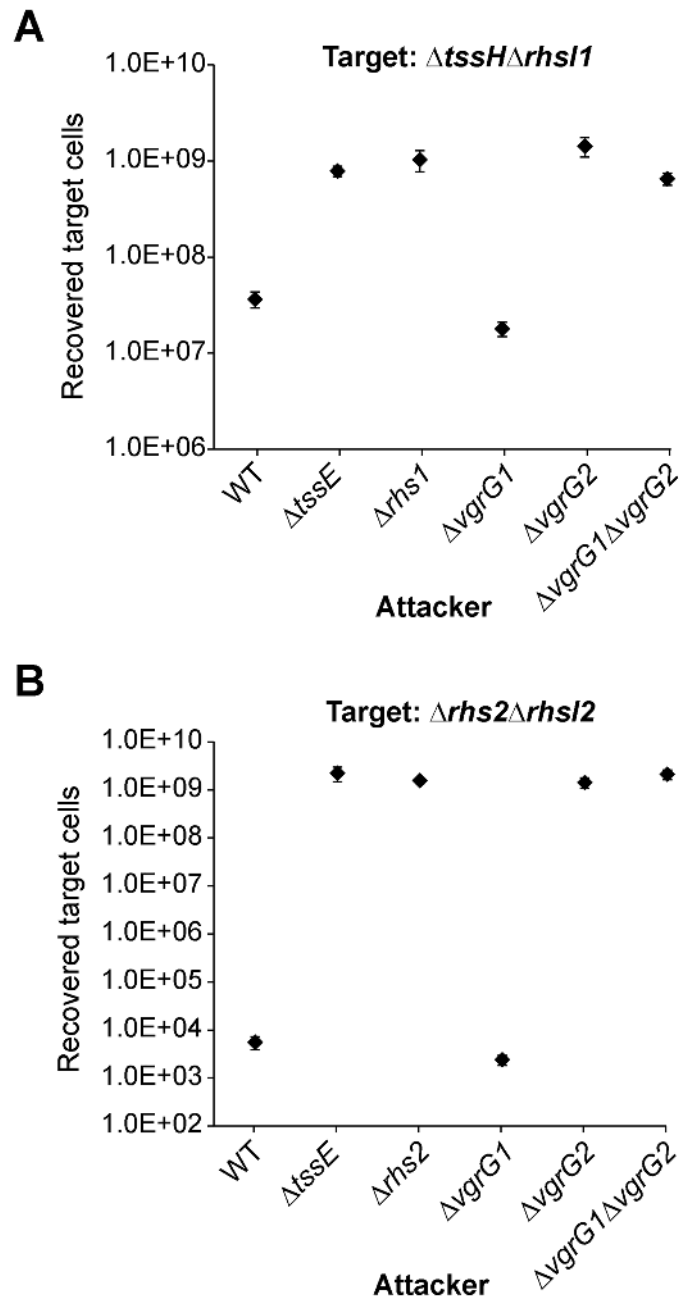 A
Target: ΔtssHΔrhsI1
Recovered target cells
1.0E+10
1.0E+09
1.0E+08
1.0E+07
1.0E+06
WT
ΔtssE
Δrhs1
ΔvgrG1
ΔvgrG2
ΔvgrG1ΔvgrG2
Attacker
B
Target: Δrhs2ΔrhsI2
Recovered target cells
1.0E+10
1.0E+09
1.0E+08
1.0E+07
1.0E+06
1.0E+05
1.0E+04
1.0E+03
1.0E+02
WT
ΔtssE
Δrhs2
ΔvgrG1
ΔvgrG2
ΔvgrG1ΔvgrG2
Attacker